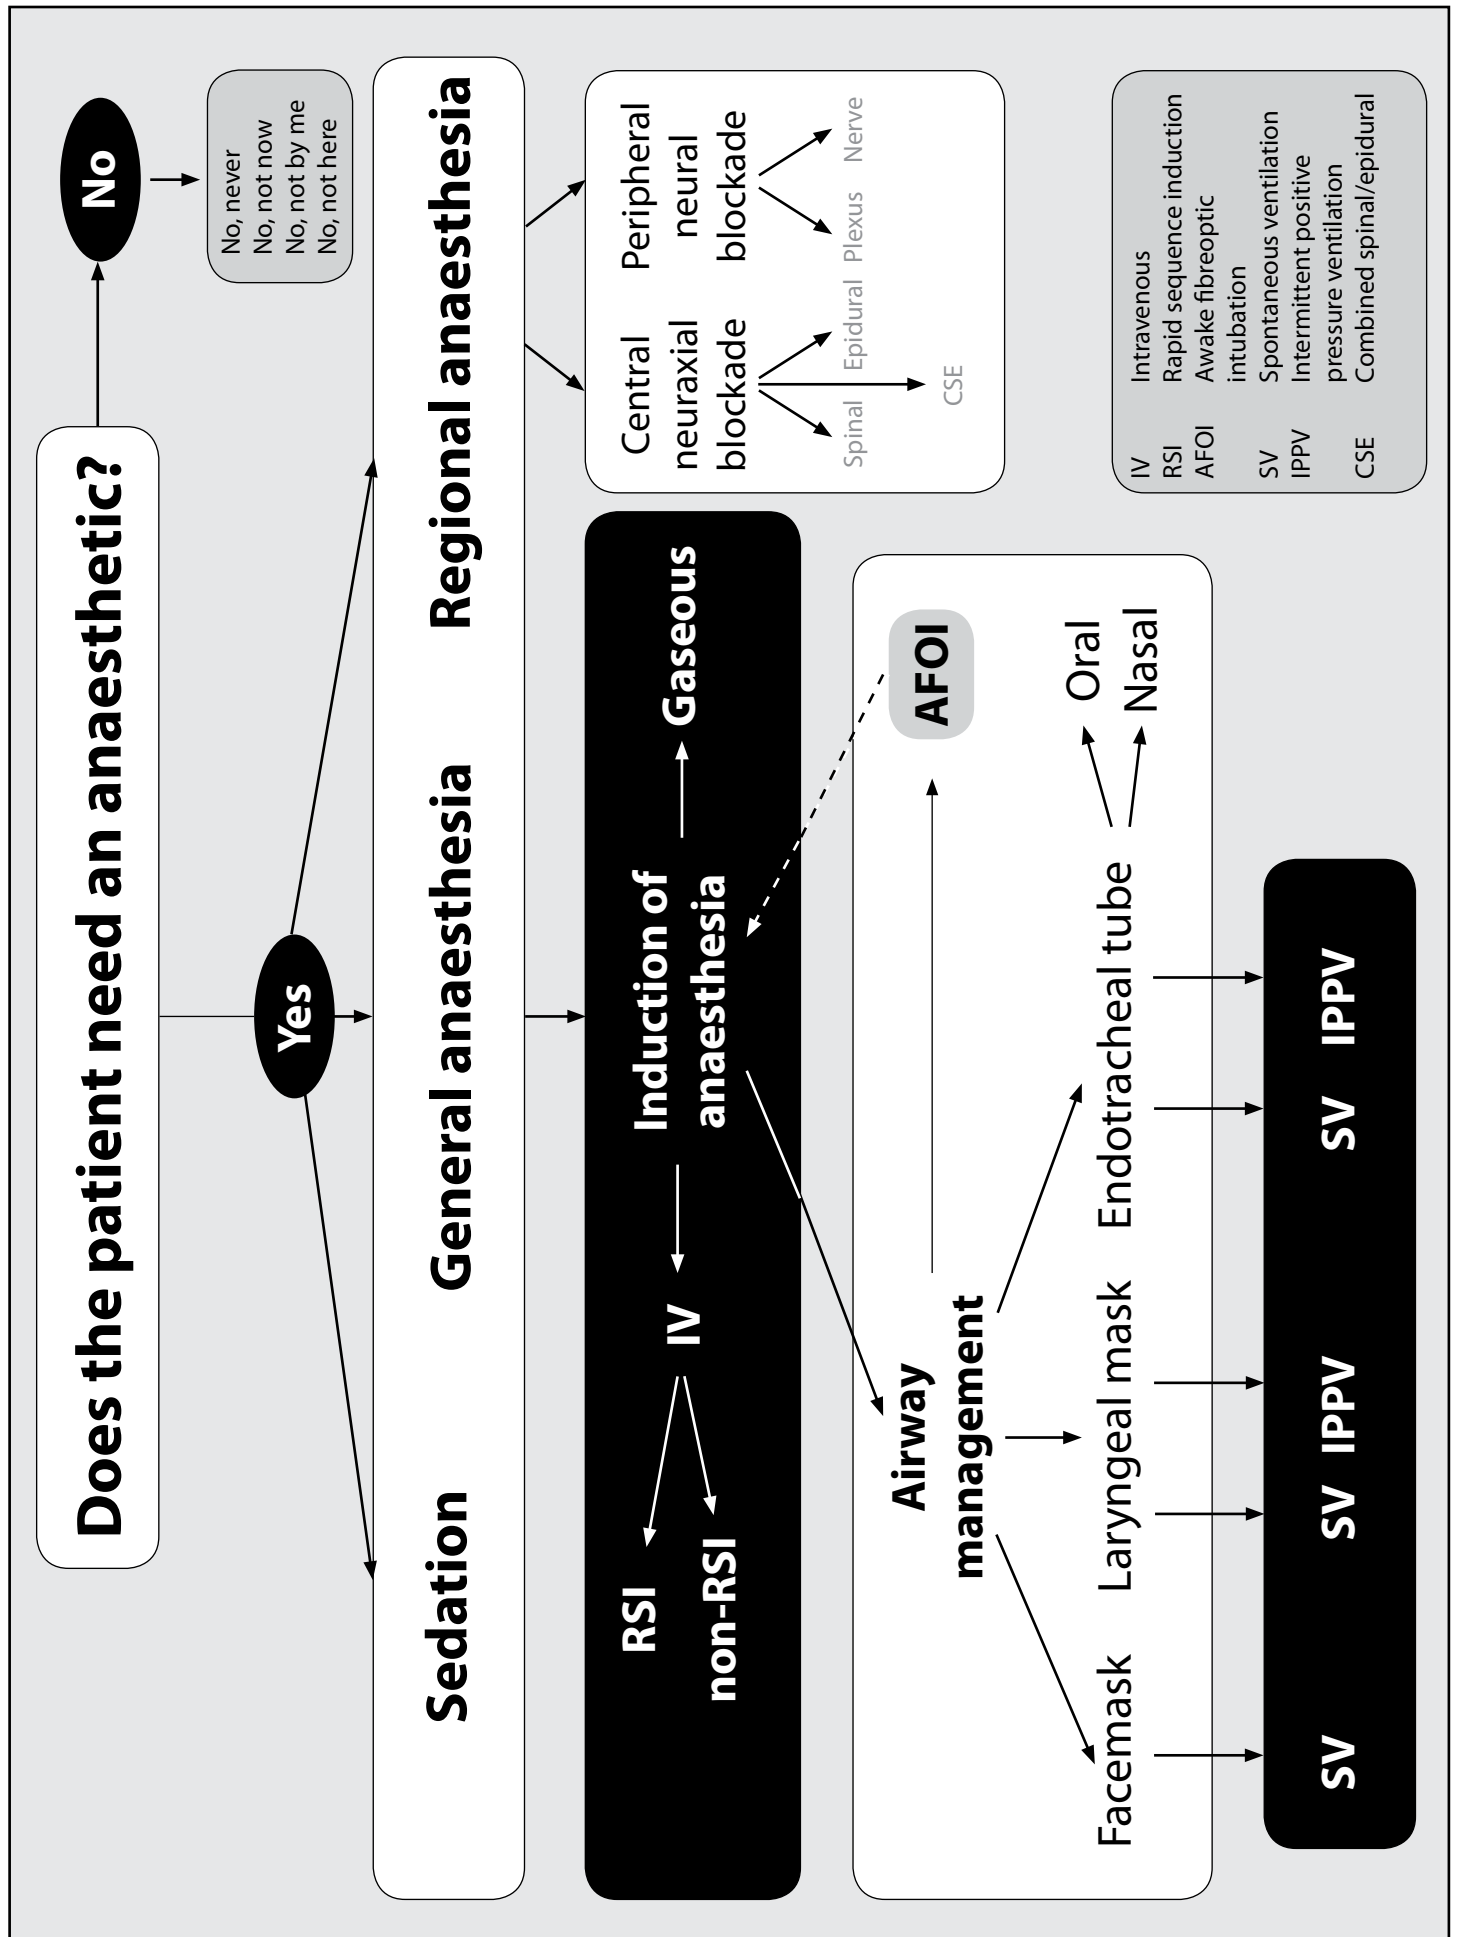 Does the patient need an anaesthetic?
No
No, never
No, not now
No, not by me
No, not here
Yes
Sedation
General anaesthesia
Regional anaesthesia
RSI
non-RSI
IV
Induction of
anaesthesia
Gaseous
Central
neuraxial
blockade
Peripheral
neural
blockade
Spinal
Epidural
Plexus
Nerve
CSE
Airway
management
AFOI
Facemask
Laryngeal mask
Endotracheal tube
Oral
Nasal
SV
SV
IPPV
SV
IPPV
IV Intravenous
RSI Rapid sequence induction
AFOI Awake fibreoptic
intubation
SV Spontaneous ventilation
IPPV Intermittent positive
pressure ventilation
CSE Combined spinal/epidural